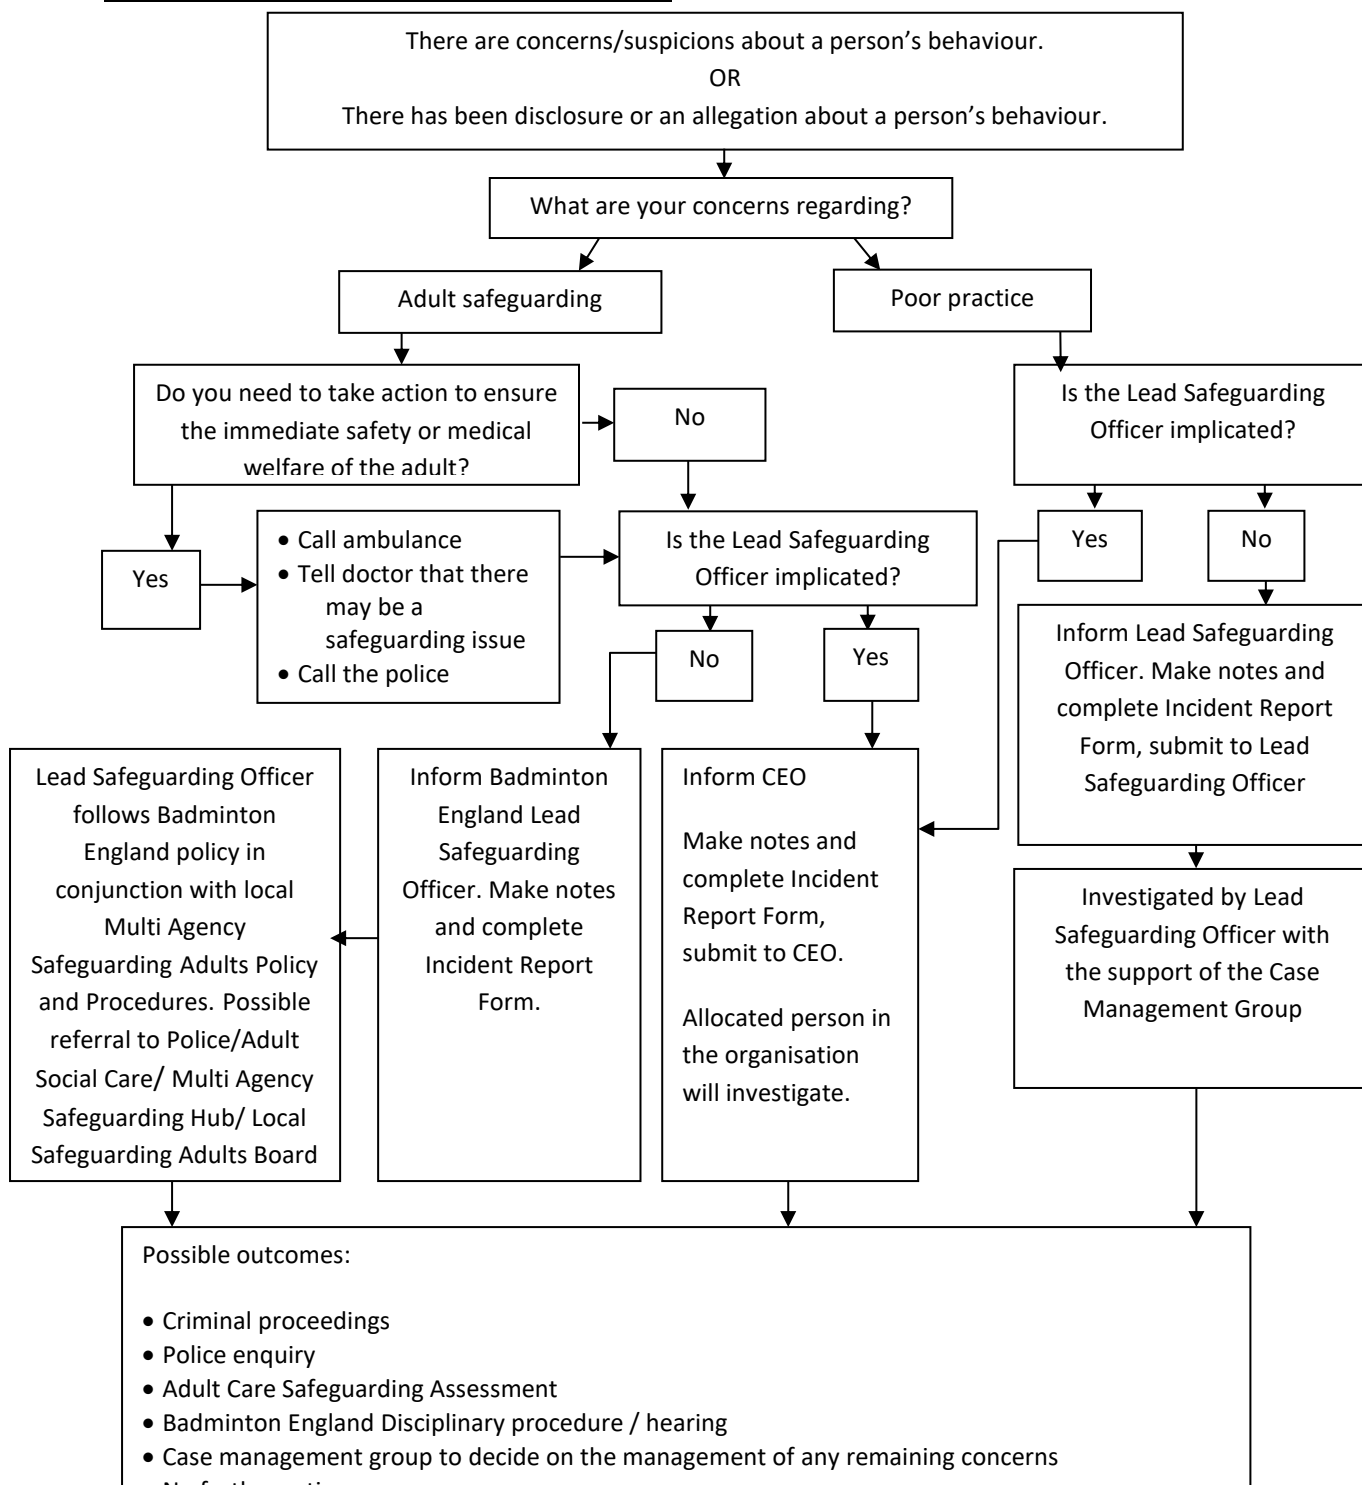 There are concerns/suspicions about a person’s behaviour.
OR
There has been disclosure or an allegation about a person’s behaviour.
What are your concerns regarding?
Adult safeguarding
Poor practice
Do you need to take action to ensure
the immediate safety or medical
welfare of the adult?
No
Is the Lead Safeguarding
Officer implicated?
Yes
• Call ambulance
• Tell doctor that there
may be a
safeguarding issue
• Call the police
Is the Lead Safeguarding
Officer implicated?
Yes
No
No
Yes
Inform Lead Safeguarding
Officer. Make notes and
complete Incident Report
Form, submit to Lead
Safeguarding Officer
Lead Safeguarding Officer
follows Badminton
England policy in
conjunction with local
Multi Agency
Safeguarding Adults Policy
and Procedures. Possible
referral to Police/Adult
Social Care/ Multi Agency
Safeguarding Hub/ Local
Safeguarding Adults Board
Inform Badminton
England Lead
Safeguarding
Officer. Make notes
and complete
Incident Report
Form.
Inform CEO
Make notes and
complete Incident
Report Form,
submit to CEO.
Allocated person in
the organisation
will investigate.
Investigated by Lead
Safeguarding Officer with
the support of the Case
Management Group
Possible outcomes:
• Criminal proceedings
• Police enquiry
• Adult Care Safeguarding Assessment
• Badminton England Disciplinary procedure / hearing
• Case management group to decide on the management of any remaining concerns